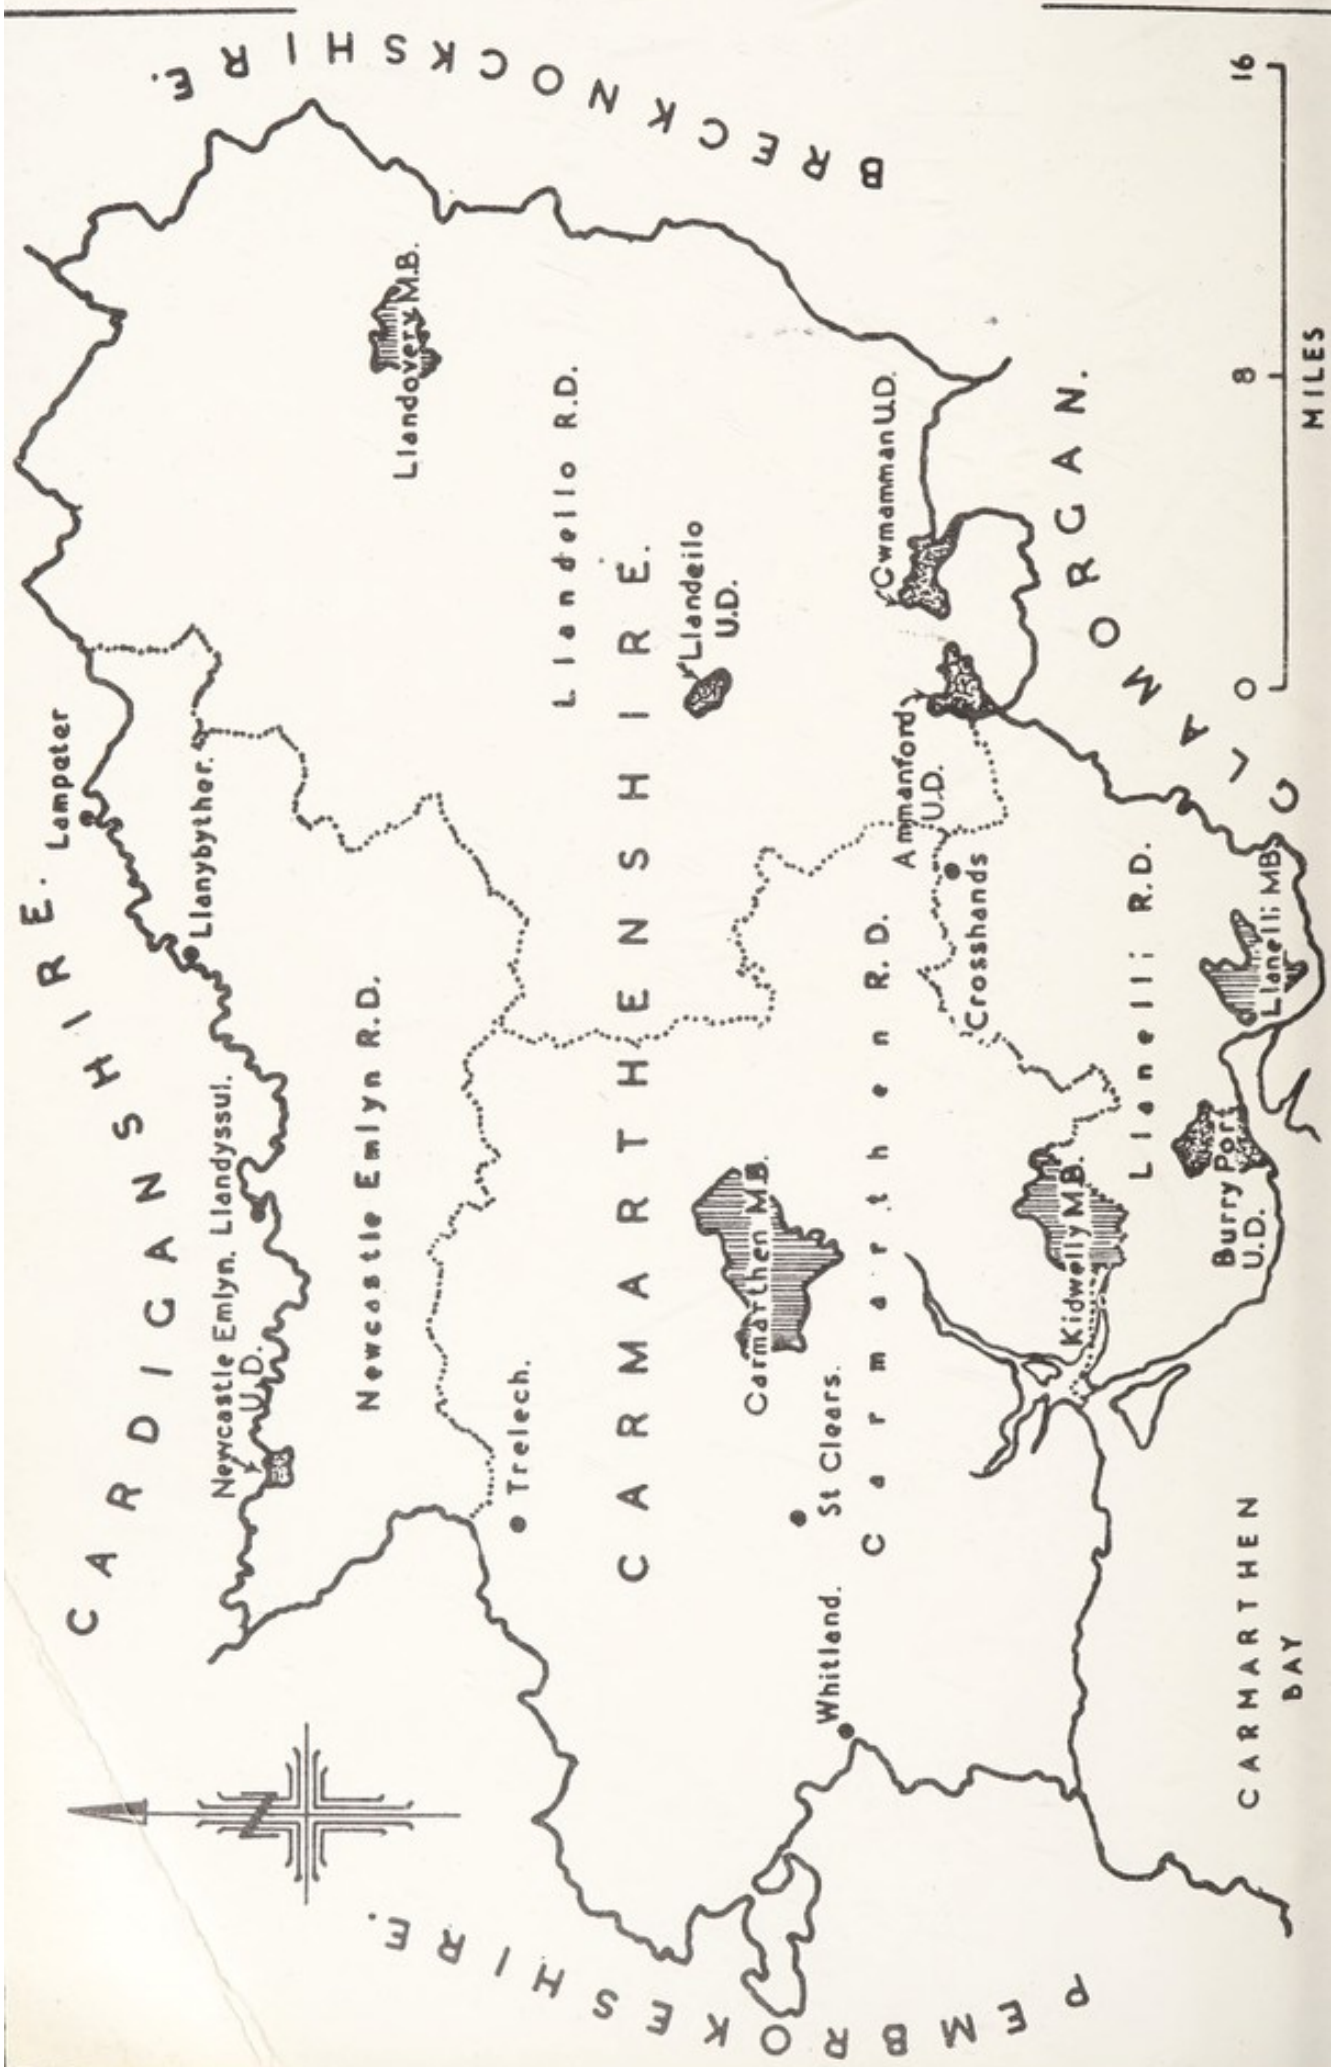 CARDIGANSHIRE.
Lampeter
BRECKNOCKSHIRE.
PEMBROKESHIRE.
N
Llanybyther.
Newcastle Emlyn.
U.D.
Llandyssul.
Newcastle Emlyn R.D.
Llandovery M.B.
Trelech.
Llandeilo R.D.
CARMARTHENSHIRE.
Llandeilo
U.D.
Carmarthen M.B.
St Clears.
Whitland.
Carmarthen R.D.
Cwmamman U.D.
Ammanford
U.D.
Crosshands
Kidwelly M.B.
Llanelli R.D.
GLAMORGAN.
Burry Port
U.D.
Llanelli MB.
CARMARTHEN
BAY
0 8 16
MILES